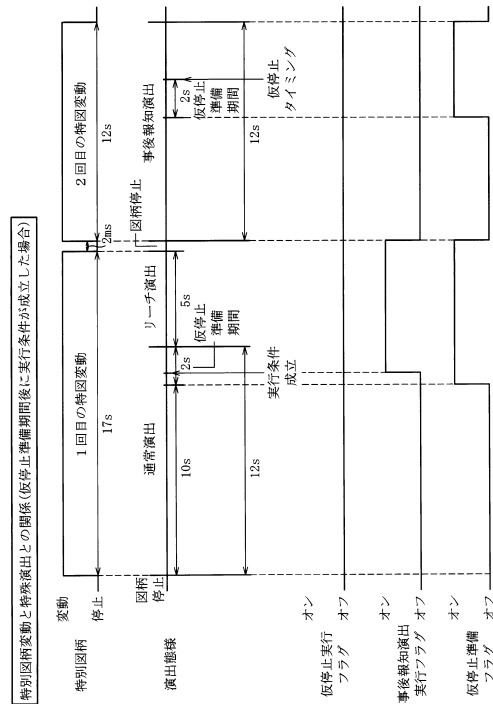 特別図柄変動と特殊演出との関係(仮停止準備期間後に実行条件が成立した場合)
特別図柄
変動
停止
1回目の特図変動
17s
2ms
2回目の特図変動
12s
演出態様
図柄
停止
通常演出
リーチ演出
図柄停止
事後報知演出
10s
2s
5s
仮停止
準備
期間
2s
仮停止
準備
期間
12s
実行条件
成立
12s
仮停止
タイミング
仮停止実行
フラグ
オン
オフ
事後報知演出
実行フラグ
オン
オフ
仮停止準備
フラグ
オン
オフ